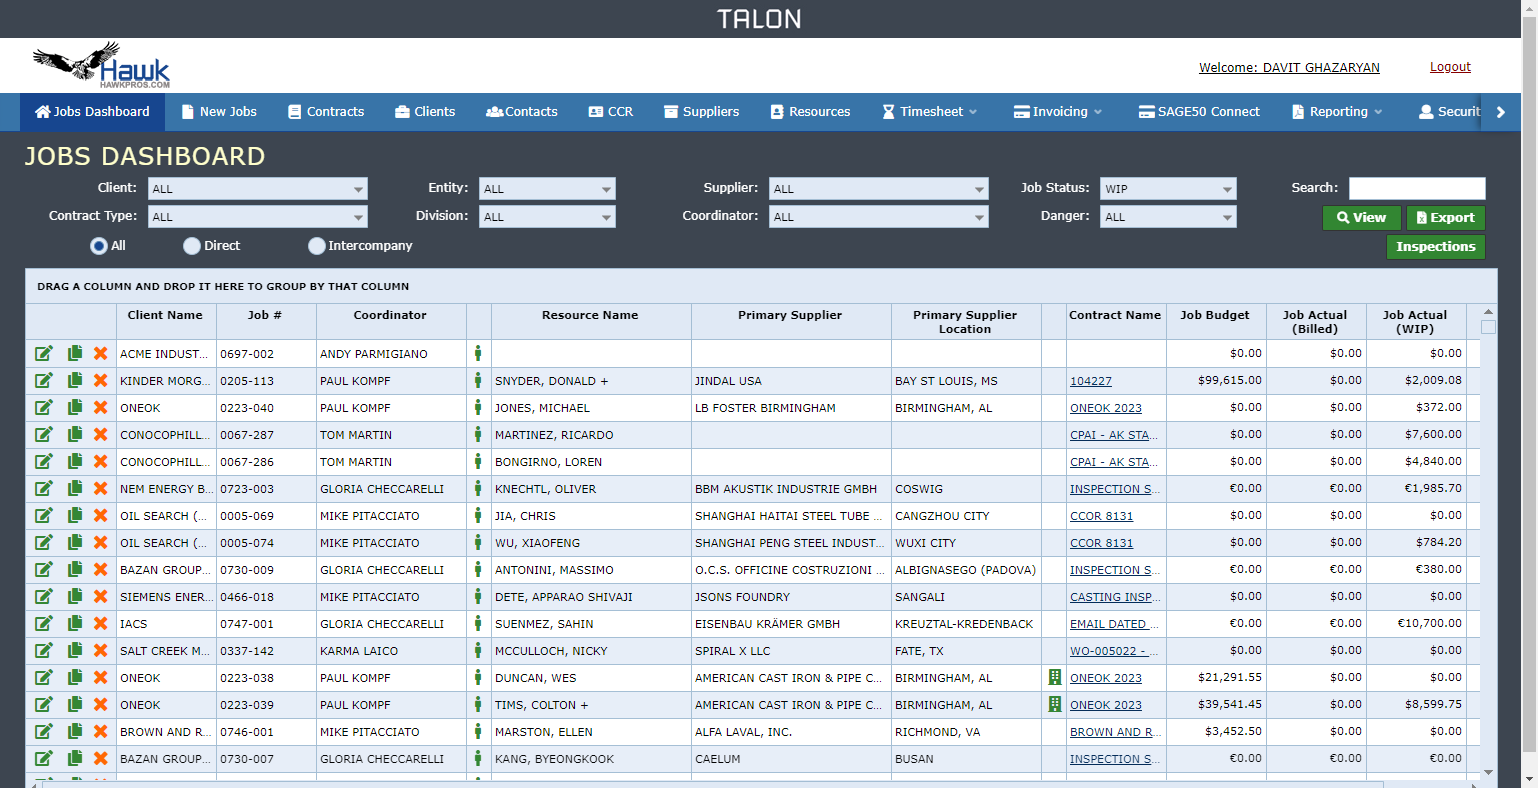 TALON
Hawk
HAWKPROS.COM
Welcome: DAVIT GHAZARYAN Logout
Jobs Dashboard New Jobs Contracts Clients Contacts CCR Suppliers Resources Timesheet Invoicing SAGE50 Connect Reporting Securit
JOBS DASHBOARD
Client: ALL Entity: ALL Supplier: ALL Job Status: WIP Search:
Contract Type: ALL Division: ALL Coordinator: ALL Danger: ALL View Export
All Direct Intercompany Inspections
DRAG A COLUMN AND DROP IT HERE TO GROUP BY THAT COLUMN
Client Name Job # Coordinator Resource Name Primary Supplier Primary Supplier Location Contract Name Job Budget Job Actual (Billed) Job Actual (WIP)
ACME INDUST... 0697-002 ANDY PARMIGIANO $0.00 $0.00 $0.00
KINDER MORG... 0205-113 PAUL KOMPF SNYDER, DONALD + JINDAL USA BAY ST LOUIS, MS 104227 $99,615.00 $0.00 $2,009.08
ONEOK 0223-040 PAUL KOMPF JONES, MICHAEL LB FOSTER BIRMINGHAM BIRMINGHAM, AL ONEOK 2023 $0.00 $0.00 $372.00
CONOCOPHILL... 0067-287 TOM MARTIN MARTINEZ, RICARDO CPAI - AK STA... $0.00 $0.00 $7,600.00
CONOCOPHILL... 0067-286 TOM MARTIN BONGIRNO, LOREN CPAI - AK STA... $0.00 $0.00 $4,840.00
NEM ENERGY B... 0723-003 GLORIA CHECCARELLI KNECHTL, OLIVER BBM AKUSTIK INDUSTRIE GMBH COSWIG INSPECTION S... €0.00 €0.00 €1,985.70
OIL SEARCH (... 0005-069 MIKE PITACCIATO JIA, CHRIS SHANGHAI HAITAI STEEL TUBE ... CANGZHOU CITY CCOR 8131 $0.00 $0.00 $0.00
OIL SEARCH (... 0005-074 MIKE PITACCIATO WU, XIAOFENG SHANGHAI PENG STEEL INDUST... WUXI CITY CCOR 8131 $0.00 $0.00 $784.20
BAZAN GROUP... 0730-009 GLORIA CHECCARELLI ANTONINI, MASSIMO O.C.S. OFFICINE COSTRUZIONI ... ALBIGNASEGO (PADOVA) INSPECTION S... €0.00 €0.00 €380.00
SIEMENS ENER... 0466-018 MIKE PITACCIATO DETE, APPARAO SHIVAJI JSONS FOUNDRY SANGALI CASTING INSP... $0.00 $0.00 $0.00
IACS 0747-001 GLORIA CHECCARELLI SUENMEZ, SAHIN EISENBAU KRÄMER GMBH KREUZTAL-KREDENBACK EMAIL DATED ... €0.00 €0.00 €10,700.00
SALT CREEK M... 0337-142 KARMA LAICO MCCULLOCH, NICKY SPIRAL X LLC FATE, TX WO-005022 - ... $0.00 $0.00 $0.00
ONEOK 0223-038 PAUL KOMPF DUNCAN, WES AMERICAN CAST IRON & PIPE C... BIRMINGHAM, AL ONEOK 2023 $21,291.55 $0.00 $0.00
ONEOK 0223-039 PAUL KOMPF TIMS, COLTON + AMERICAN CAST IRON & PIPE C... BIRMINGHAM, AL ONEOK 2023 $39,541.45 $0.00 $8,599.75
BROWN AND R... 0746-001 MIKE PITACCIATO MARSTON, ELLEN ALFA LAVAL, INC. RICHMOND, VA BROWN AND R... $3,452.50 $0.00 $0.00
BAZAN GROUP... 0730-007 GLORIA CHECCARELLI KANG, BYEONGKOOK CAELUM BUSAN INSPECTION S... €0.00 €0.00 €0.00